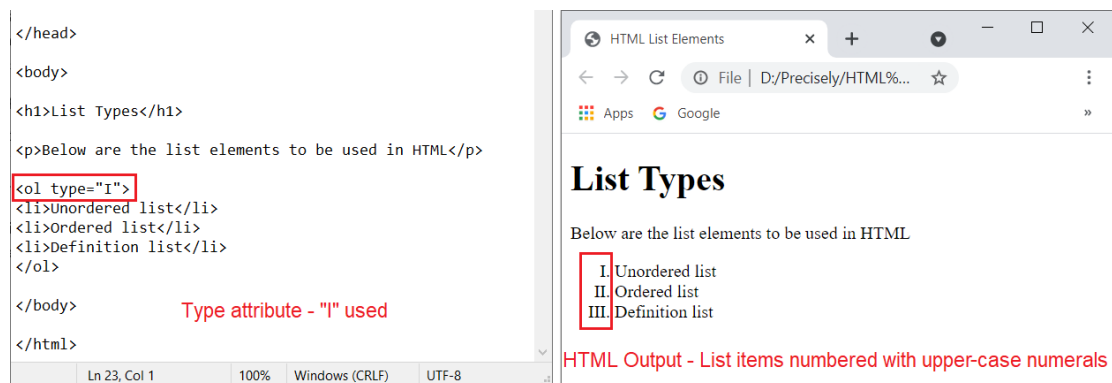 </head>
<body>
<h1>List Types</h1>
<p>Below are the list elements to be used in HTML</p>
<ol type="I">
<li>Unordered list</li>
<li>Ordered list</li>
<li>Definition list</li>
</ol>
</body>
Type attribute - "I" used
</html>
Ln 23, Col 1 100% Windows (CRLF) UTF-8
HTML List Elements
File | D:/Precisely/HTML%...
Apps Google »
List Types
Below are the list elements to be used in HTML
I. Unordered list
II. Ordered list
III. Definition list
HTML Output - List items numbered with upper-case numerals